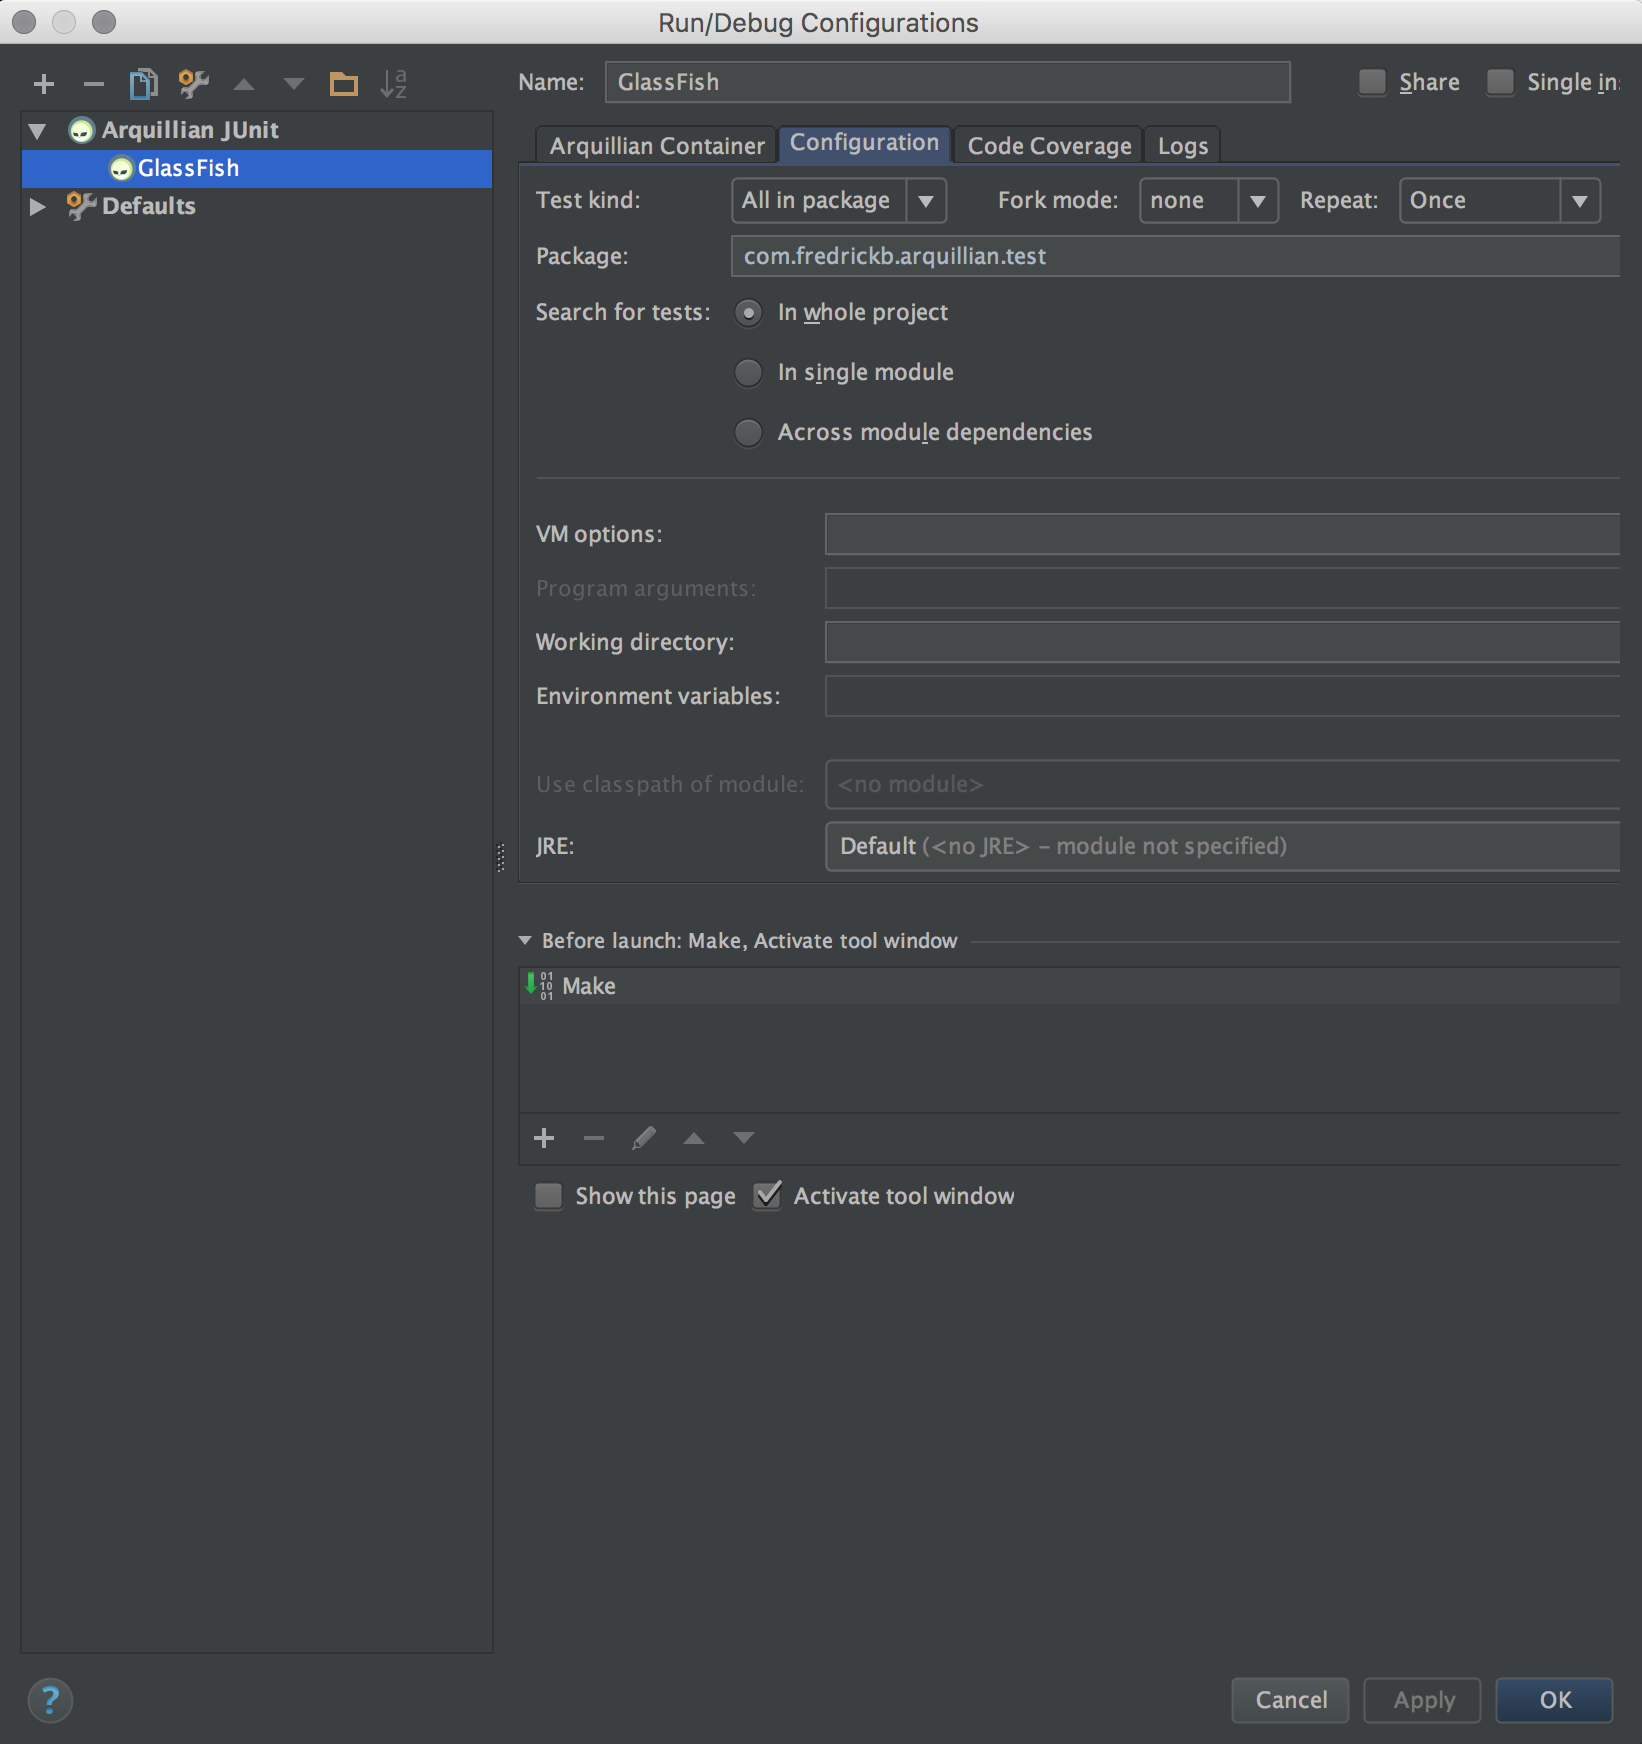 Run/Debug Configurations
Name: GlassFish Share Single in
Arquillian JUnit
GlassFish
Defaults
Arquillian Container Configuration Code Coverage Logs
Test kind: All in package Fork mode: none Repeat: Once
Package: com.fredrickb.arquillian.test
Search for tests: In whole project
In single module
Across module dependencies
VM options:
Program arguments:
Working directory:
Environment variables:
Use classpath of module: <no module>
JRE: Default (<no JRE> – module not specified)
Before launch: Make, Activate tool window
Make
Show this page Activate tool window
? Cancel Apply OK